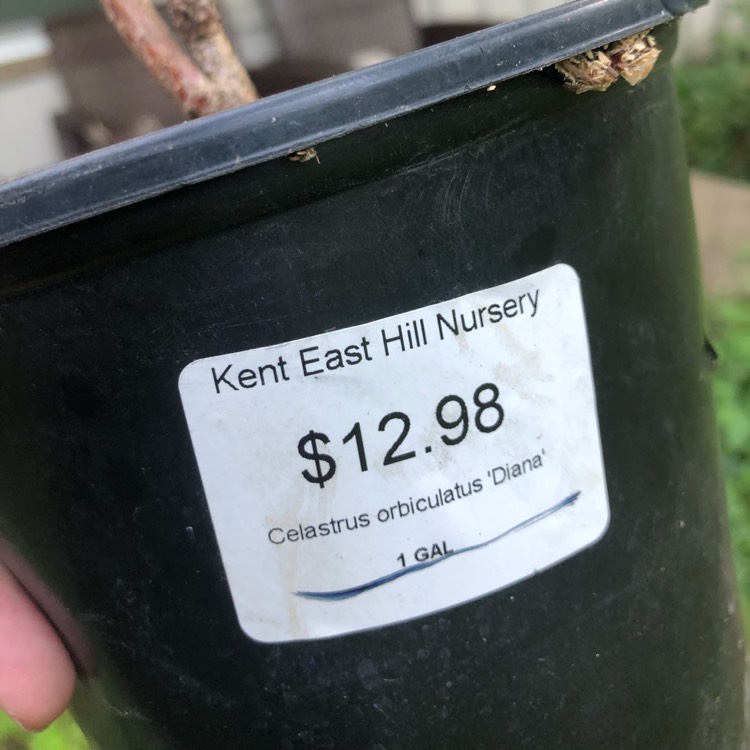 Kent East Hill Nursery
$12.98
Celastrus orbiculatus 'Diana'
1 GAL